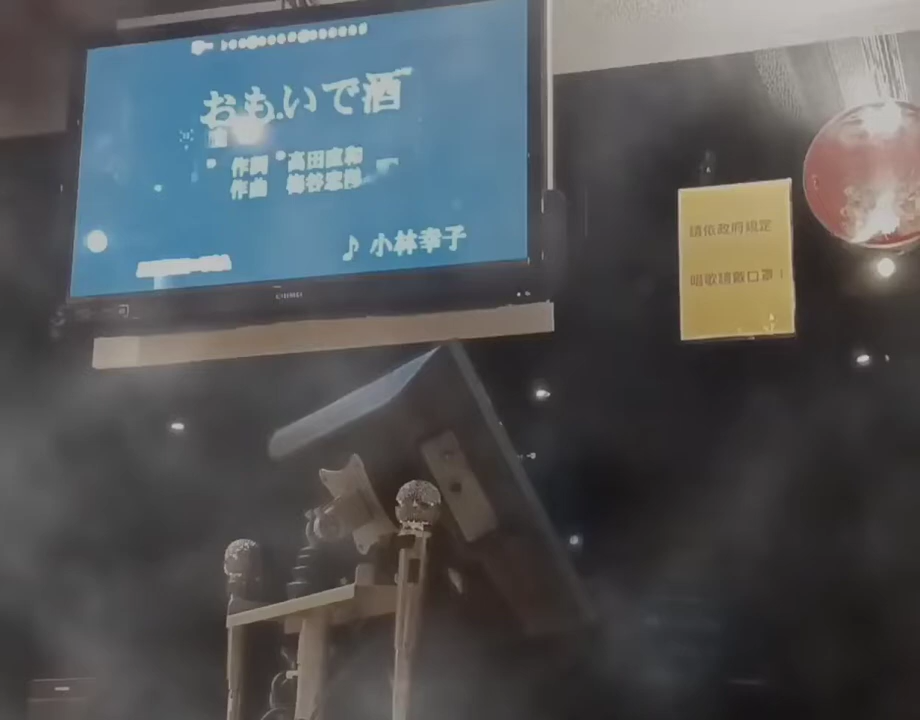 おもいで酒
作詞 高田直和
作曲 梅谷忠洋
♪ 小林幸子
CHIMEI
請依政府規定
唱歌請戴口罩！